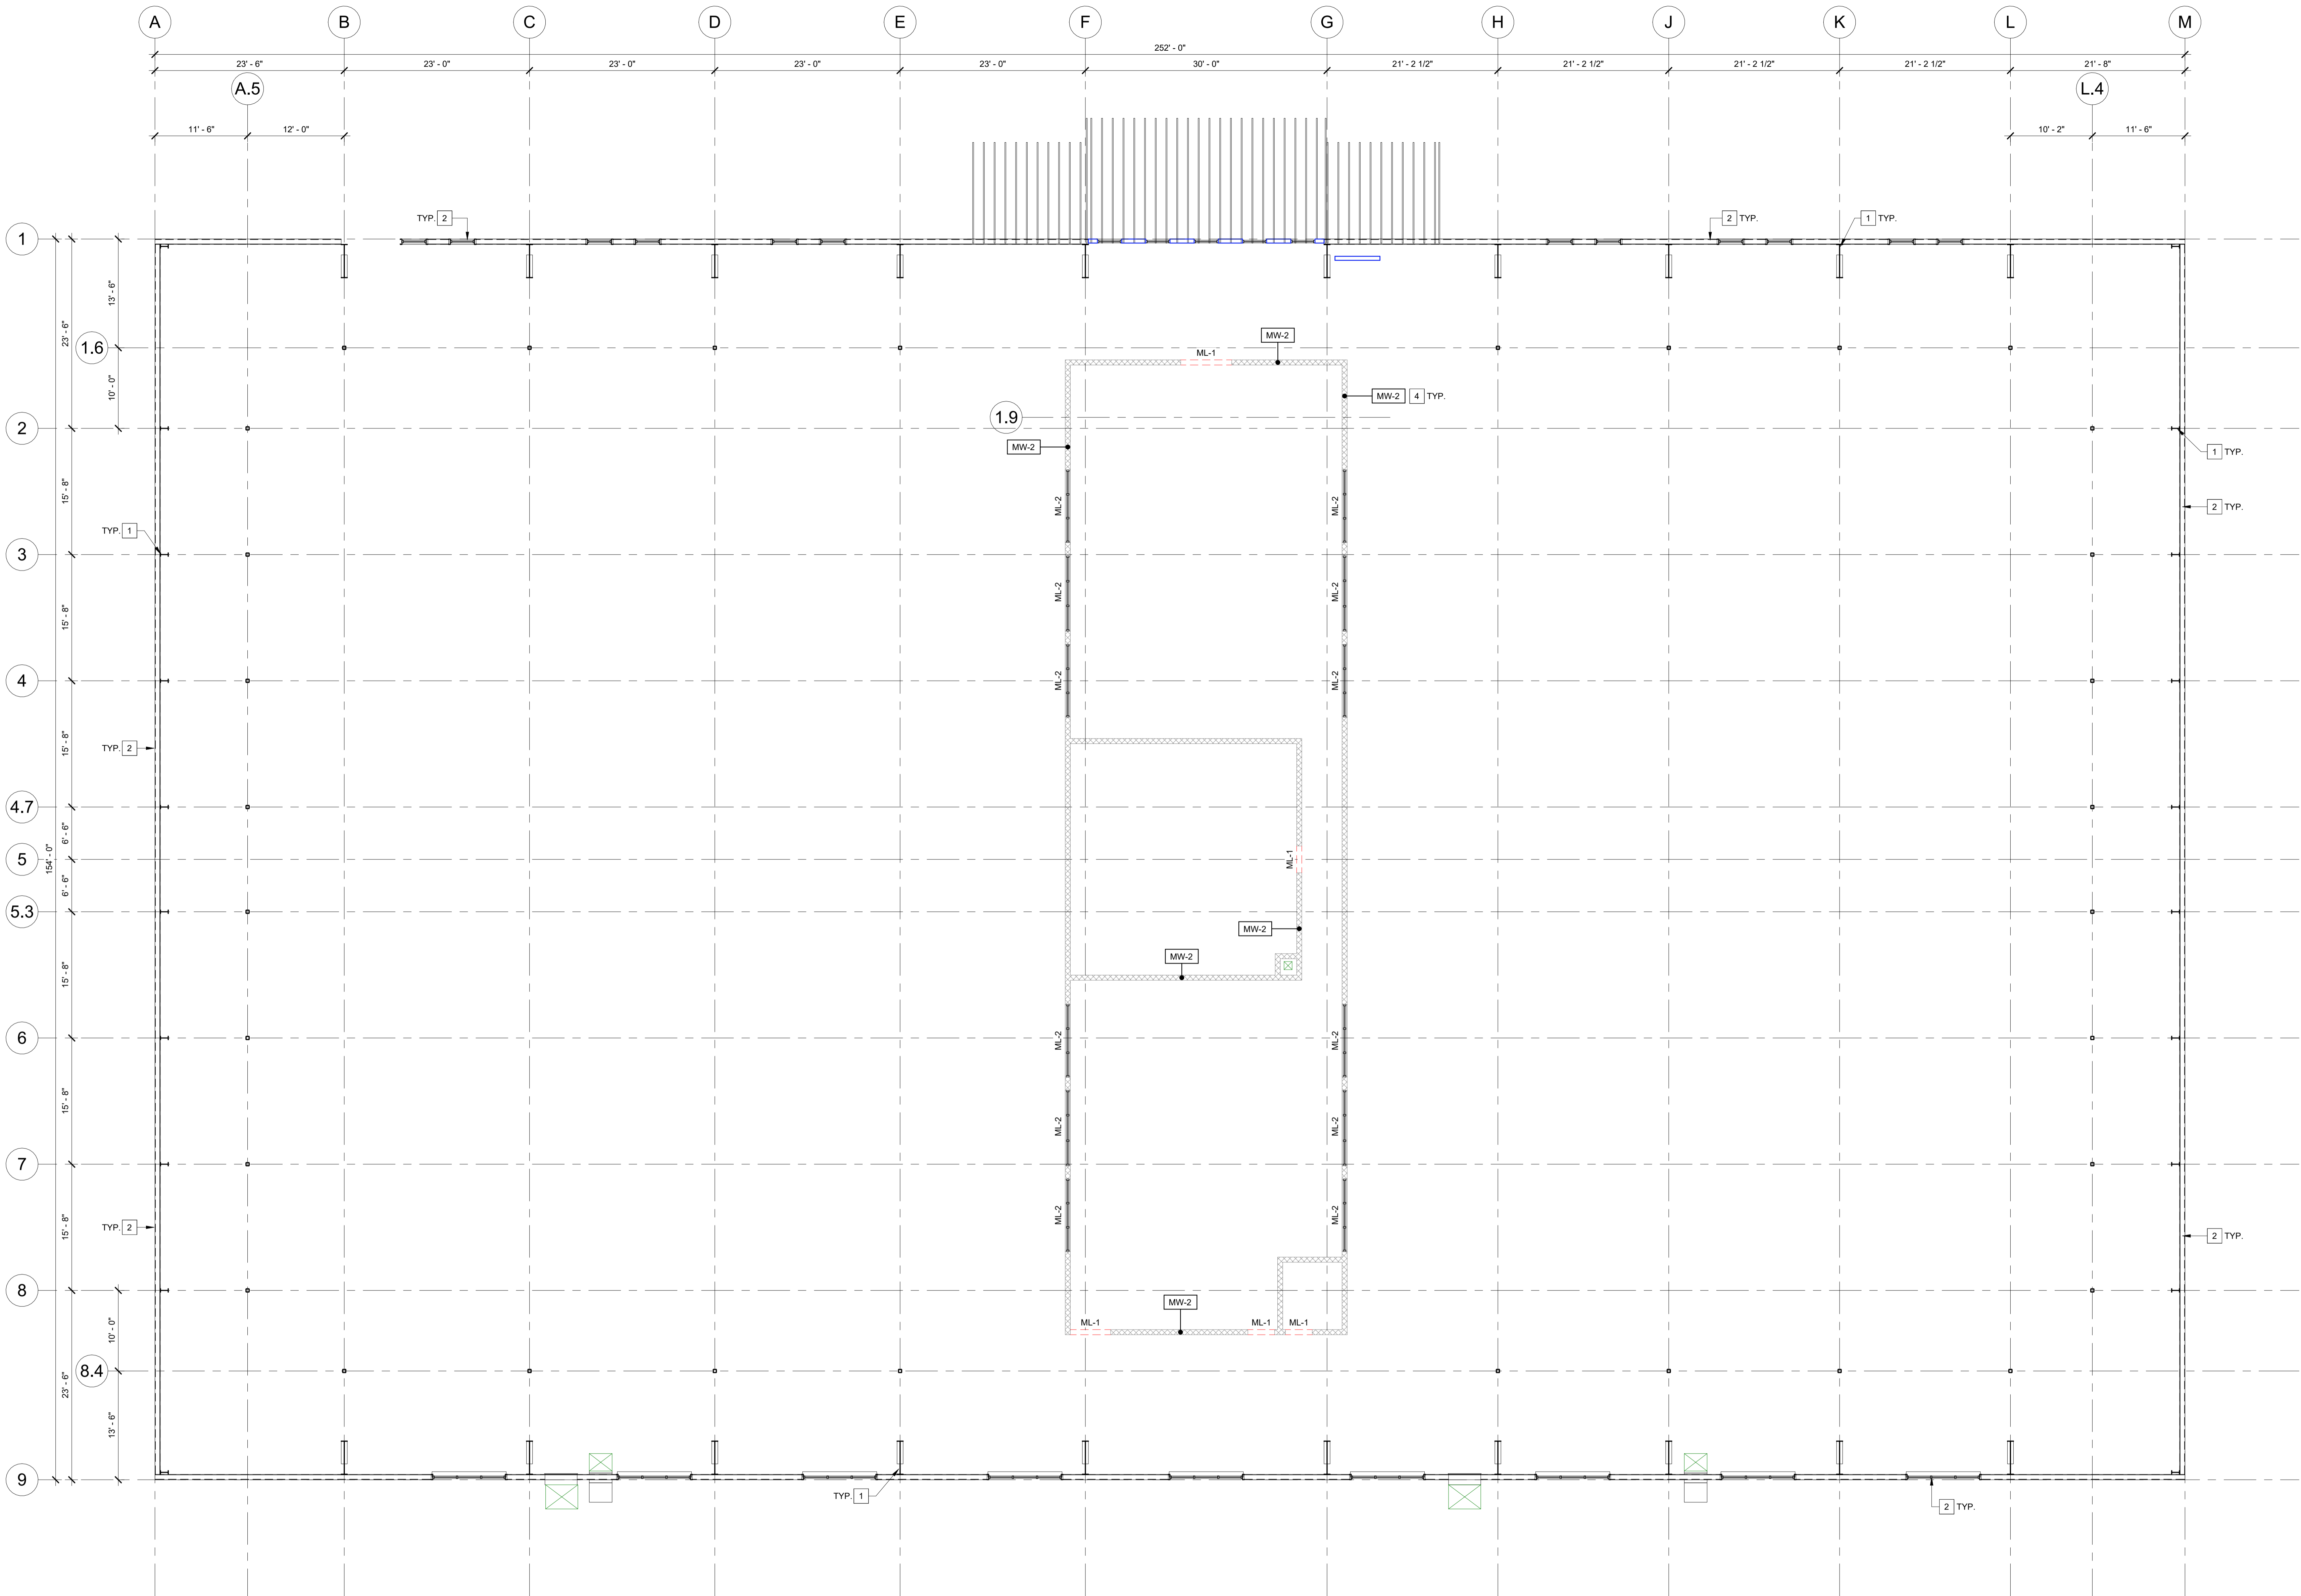 A B C D E F G H J K L M
252' - 0"
23' - 6" 23' - 0" 23' - 0" 23' - 0" 23' - 0" 30' - 0" 21' - 2 1/2" 21' - 2 1/2" 21' - 2 1/2" 21' - 2 1/2" 21' - 8"
A.5 L.4
11' - 6" 12' - 0" 10' - 2" 11' - 6"
TYP. 2
2 TYP.
1 TYP.
1
13' - 6"
23' - 6"
1.6
MW-2
ML-1
10' - 0"
MW-2 4 TYP.
1.9
2
MW-2
1 TYP.
15' - 8"
ML-2
ML-2
2 TYP.
TYP. 1
3
15' - 8"
ML-2
ML-2
4
ML-2
ML-2
15' - 8"
TYP. 2
4.7
6' - 6"
154' - 0"
5
ML-1
6' - 6"
5.3
MW-2
MW-2
15' - 8"
6
ML-2
ML-2
15' - 8"
ML-2
ML-2
7
ML-2
ML-2
15' - 8"
TYP. 2
2 TYP.
8
MW-2
10' - 0"
ML-1 ML-1 ML-1
8.4
23' - 6"
13' - 6"
9
TYP. 1
2 TYP.